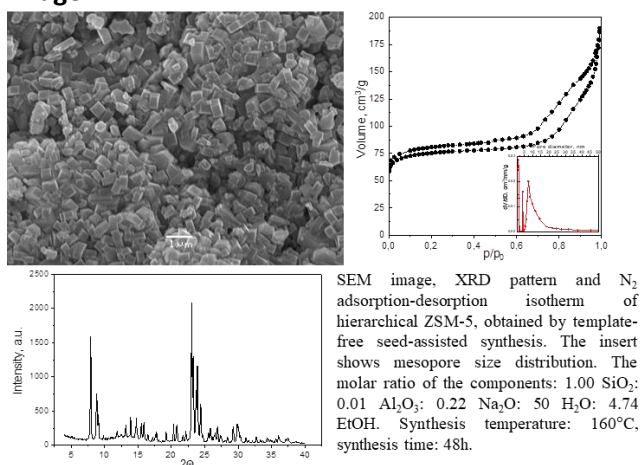 1 μm
200
175
150
125
100
75
50
25
0
Volume, cm³/g
0,0 0,2 0,4 0,6 0,8 1,0
p/p₀
Pore diameter, nm
2500
2000
1500
1000
500
0
Intensity, a.u.
5 10 15 20 25 30 35 40
2Θ
SEM image, XRD pattern and N₂
adsorption-desorption isotherm of
hierarchical ZSM-5, obtained by template-
free seed-assisted synthesis. The insert
shows mesopore size distribution. The
molar ratio of the components: 1.00 SiO₂:
0.01 Al₂O₃: 0.22 Na₂O: 50 H₂O: 4.74
EtOH. Synthesis temperature: 160°C,
synthesis time: 48h.